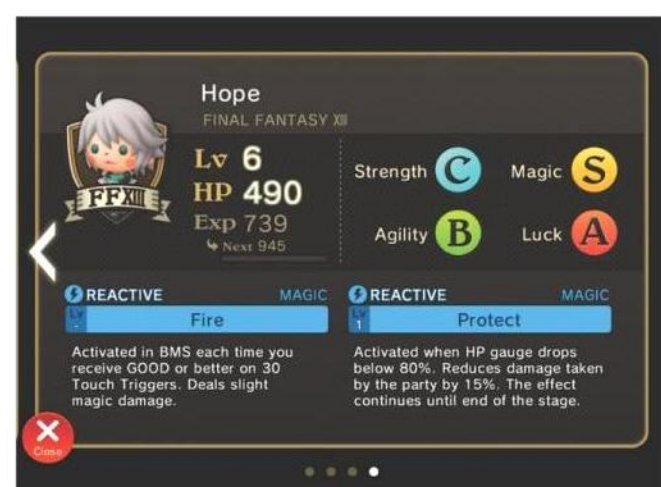 Hope
FINAL FANTASY XIII
FFXIII
Lv 6
HP 490
Exp 739
Next 945
Strength C
Magic S
Agility B
Luck A
REACTIVE MAGIC
Lv - Fire
Activated in BMS each time you
receive GOOD or better on 30
Touch Triggers. Deals slight
magic damage.
REACTIVE MAGIC
Lv 1 Protect
Activated when HP gauge drops
below 80%. Reduces damage taken
by the party by 15%. The effect
continues until end of the stage.
Close